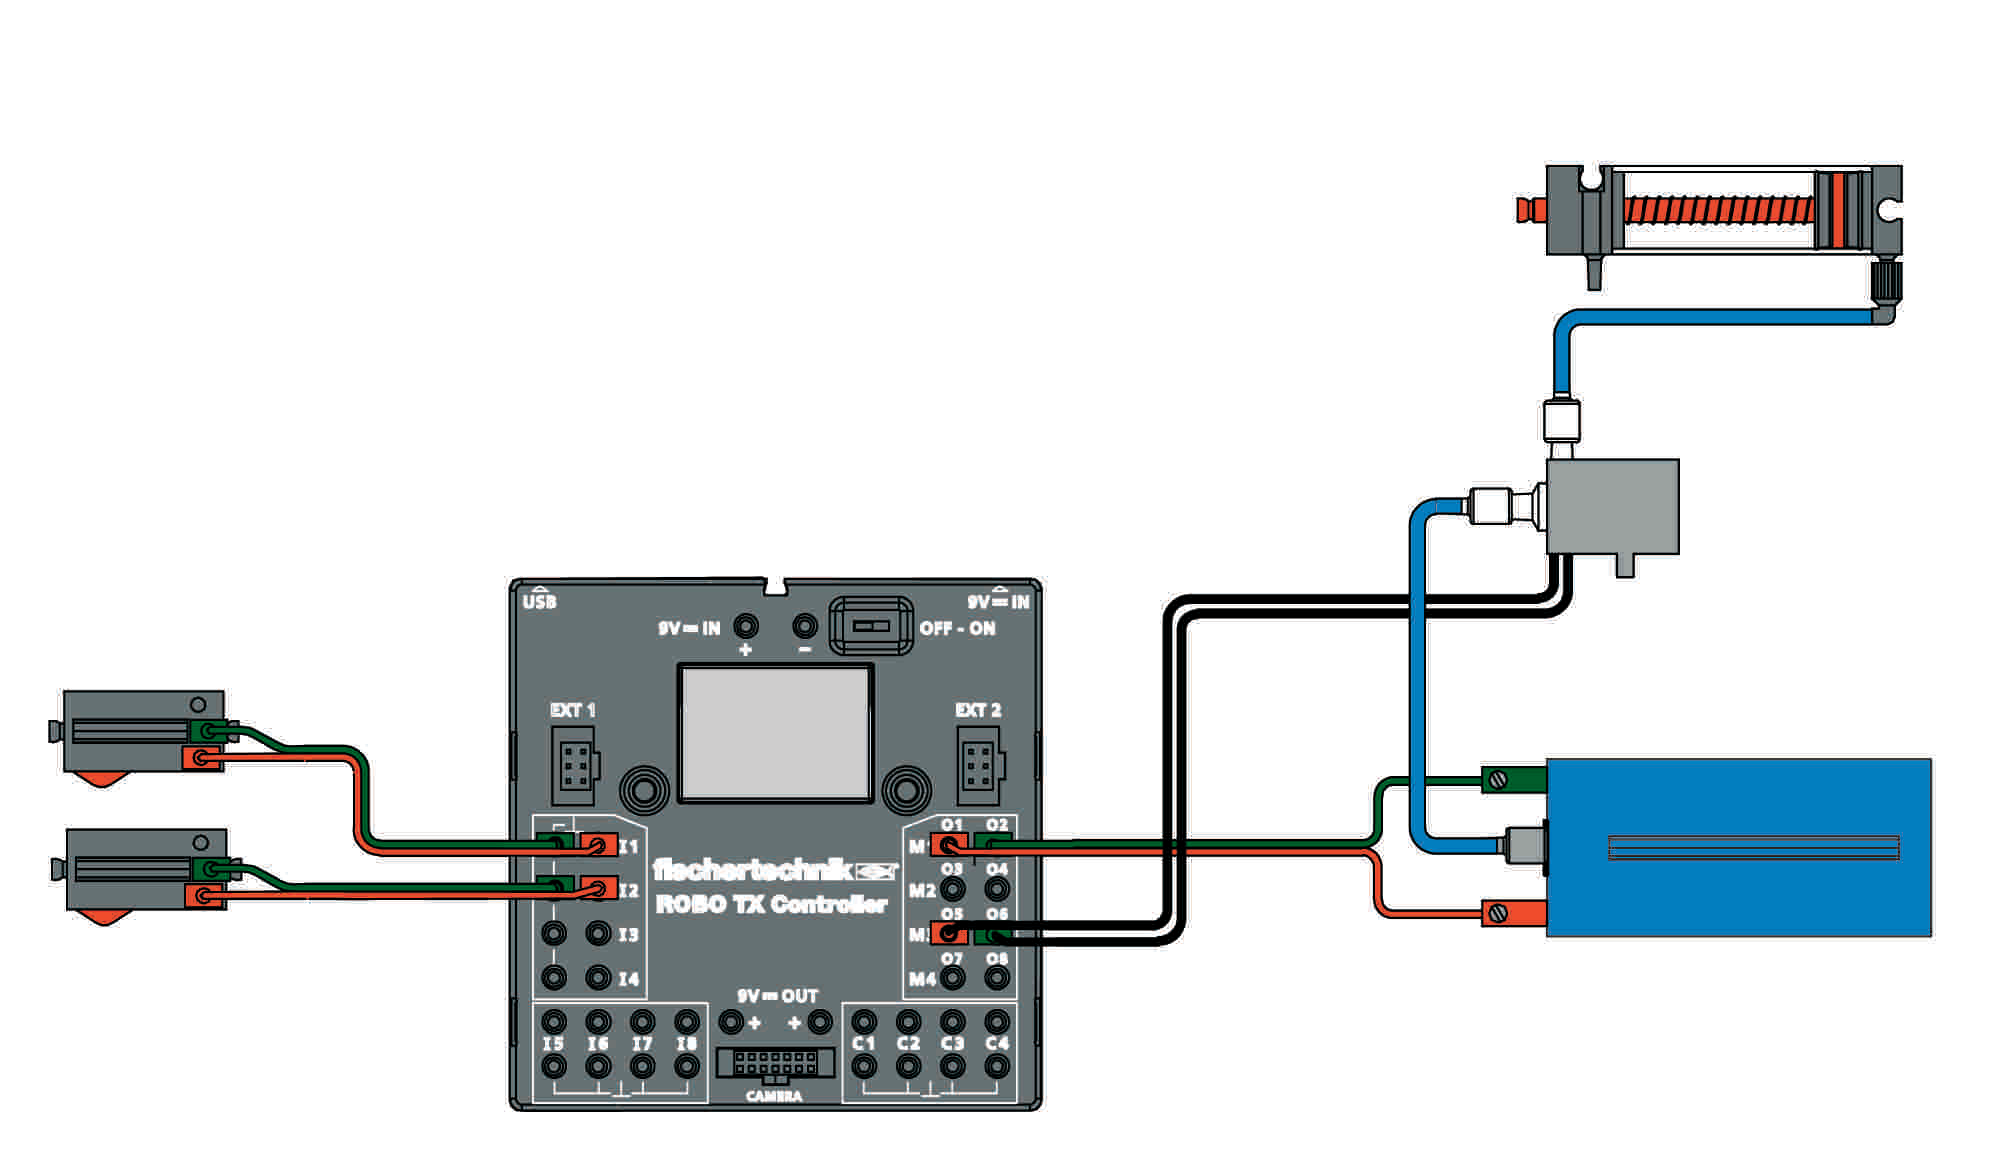 USB
9V⎓IN
9V⎓IN
OFF - ON
+
−
EXT 1
EXT 2
O1 O2
I1
M1
fischertechnik
O3 O4
I2
M2
ROBO TX Controller
O5 O6
I3
I4
O7 O8
M4
9V⎓OUT
+ +
I5 I6 I7 I8
C1 C2 C3 C4
CAMERA